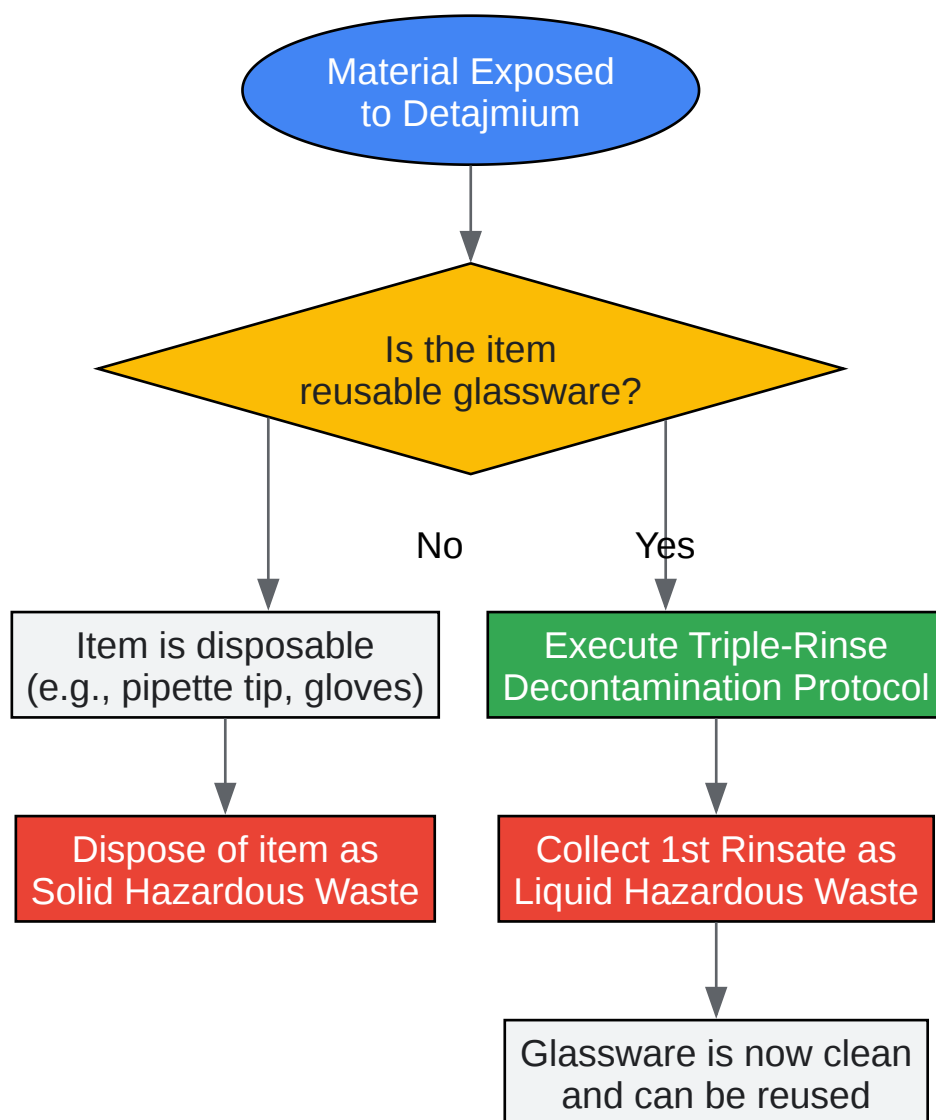 Material Exposed
to Detajmium
Is the item
reusable glassware?
No
Yes
Item is disposable
(e.g., pipette tip, gloves)
Execute Triple-Rinse
Decontamination Protocol
Dispose of item as
Solid Hazardous Waste
Collect 1st Rinsate as
Liquid Hazardous Waste
Glassware is now clean
and can be reused